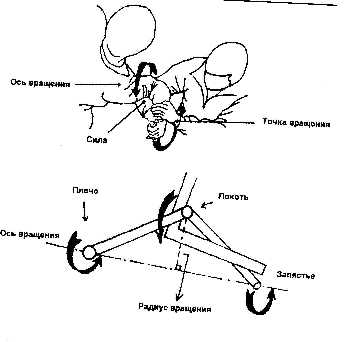 Ось вращения
Точка вращения
Сила
Плечо
Локоть
Ось вращения
Запястье
Радиус вращения